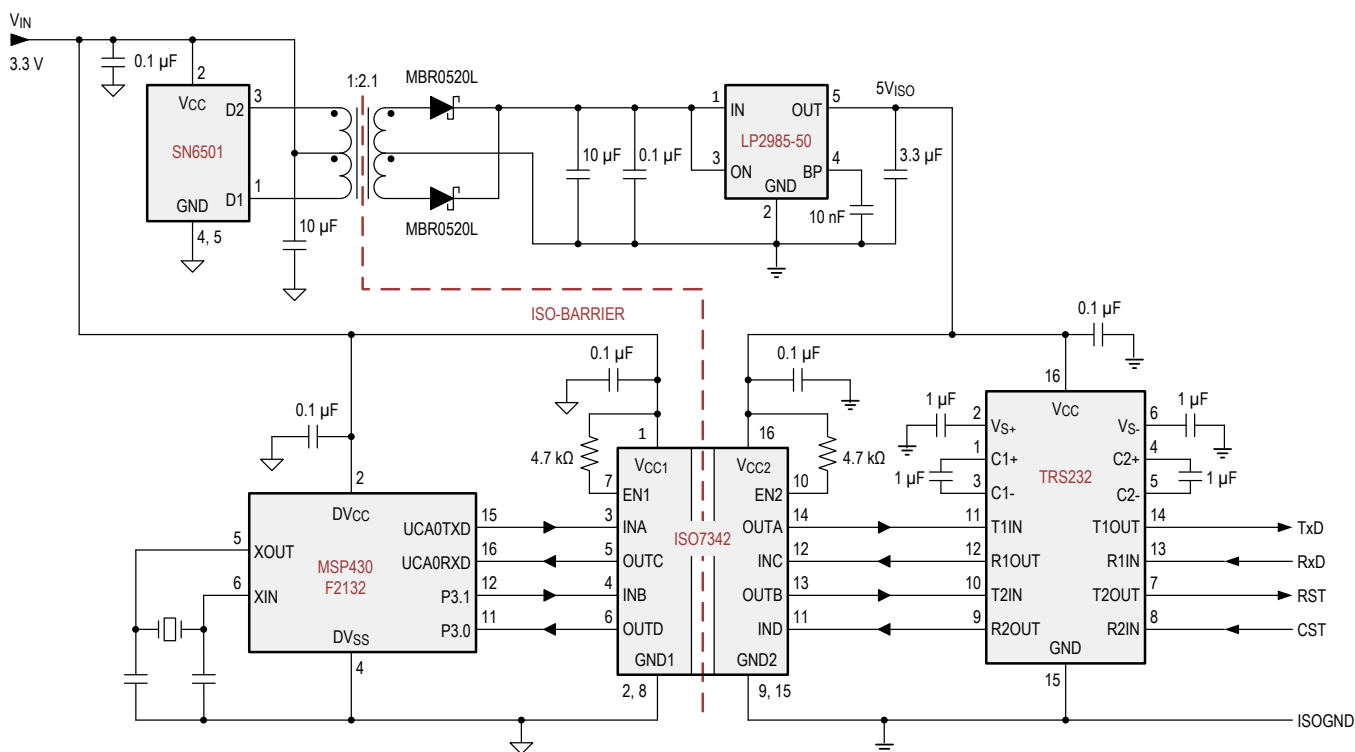 VIN
3.3 V
0.1 µF
2
VCC
D2
3
SN6501
D1
1
GND
4, 5
10 µF
1:2.1
MBR0520L
MBR0520L
10 µF
0.1 µF
1
IN
OUT
5
LP2985-50
3
ON
BP
4
GND
2
10 nF
5VISO
3.3 µF
ISO-BARRIER
0.1 µF
2
DVCC
5
XOUT
6
XIN
MSP430
F2132
DVSS
4
UCA0TXD
15
UCA0RXD
16
P3.1
12
P3.0
11
0.1 µF
4.7 kΩ
1
VCC1
7
EN1
3
INA
5
OUTC
4
INB
6
OUTD
GND1
2, 8
ISO7342
0.1 µF
4.7 kΩ
16
VCC2
EN2
10
OUTA
14
INC
12
OUTB
13
IND
11
GND2
9, 15
0.1 µF
16
VCC
1 µF
2
VS+
1
C1+
1 µF
3
C1-
TRS232
VS-
6
1 µF
C2+
4
1 µF
C2-
5
11
T1IN
T1OUT
14
TxD
12
R1OUT
R1IN
13
RxD
10
T2IN
T2OUT
7
RST
9
R2OUT
R2IN
8
CST
GND
15
ISOGND